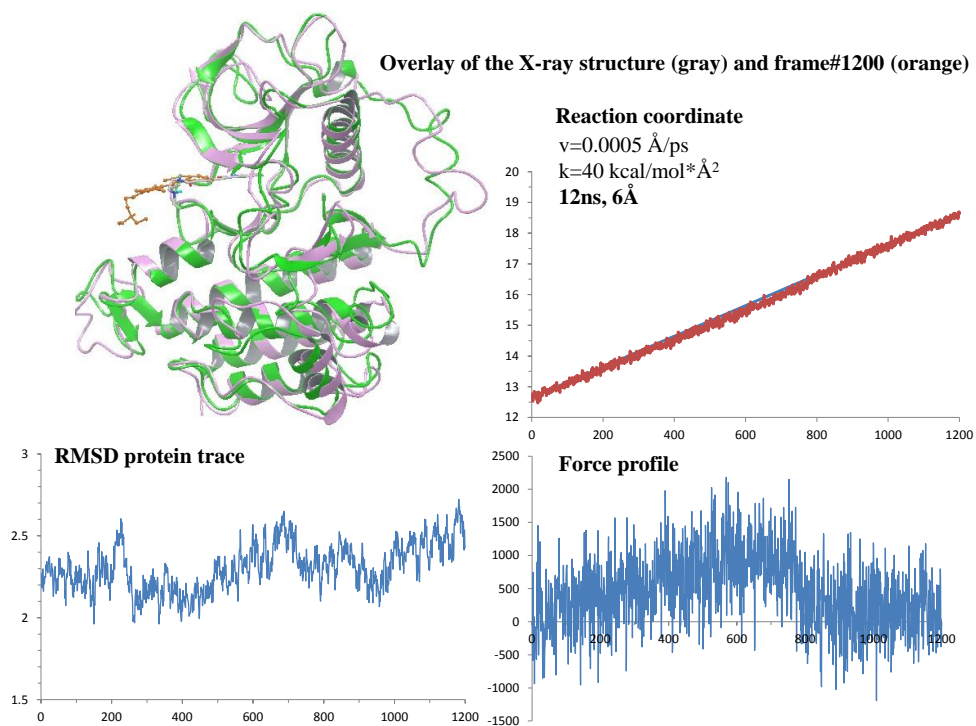 Overlay of the X-ray structure (gray) and frame#1200 (orange)
Reaction coordinate
v=0.0005 Å/ps
k=40 kcal/mol*Å²
12ns, 6Å
20
19
18
17
16
15
14
13
12
0 200 400 600 800 1000 1200
RMSD protein trace
3
2.5
2
1.5
0 200 400 600 800 1000 1200
Force profile
2500
2000
1500
1000
500
0
-500
-1000
-1500
0 200 400 600 800 1000 1200